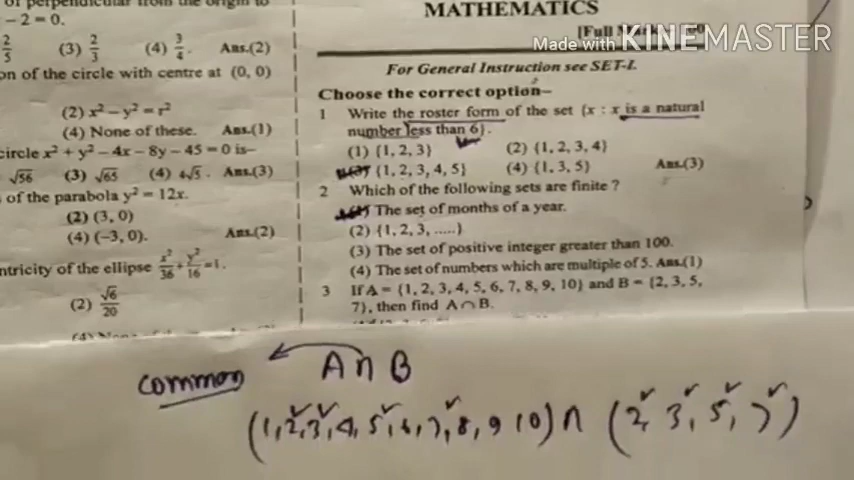 of perpendicular from the origin to
- 2 = 0.
2/5 (3) 2/3 (4) 3/4. Ans.(2)
on of the circle with centre at (0, 0)
(2) x² – y² = r²
(4) None of these. Ans.(1)
circle x² + y² – 4x – 8y – 45 = 0 is–
√56 (3) √65 (4) 4√5. Ans.(3)
of the parabola y² = 12x.
(2) (3, 0)
(4) (–3, 0). Ans.(2)
ntricity of the ellipse x²/36 + y²/16 = 1.
(2) √6/20
MATHEMATICS
[Full
Made with KINEMASTER
For General Instruction see SET-I.
Choose the correct option–
1 Write the roster form of the set {x : x is a natural
number less than 6}.
(1) {1, 2, 3} (2) {1, 2, 3, 4}
(3) {1, 2, 3, 4, 5} (4) {1, 3, 5} Ans.(3)
2 Which of the following sets are finite ?
(1) The set of months of a year.
(2) {1, 2, 3, .....}
(3) The set of positive integer greater than 100.
(4) The set of numbers which are multiple of 5. Ans.(1)
3 If A = {1, 2, 3, 4, 5, 6, 7, 8, 9, 10} and B = {2, 3, 5,
7}, then find A ∩ B.
common A ∩ B
(1, 2, 3, 4, 5, 6, 7, 8, 9 10) ∩ (2, 3, 5, 7)